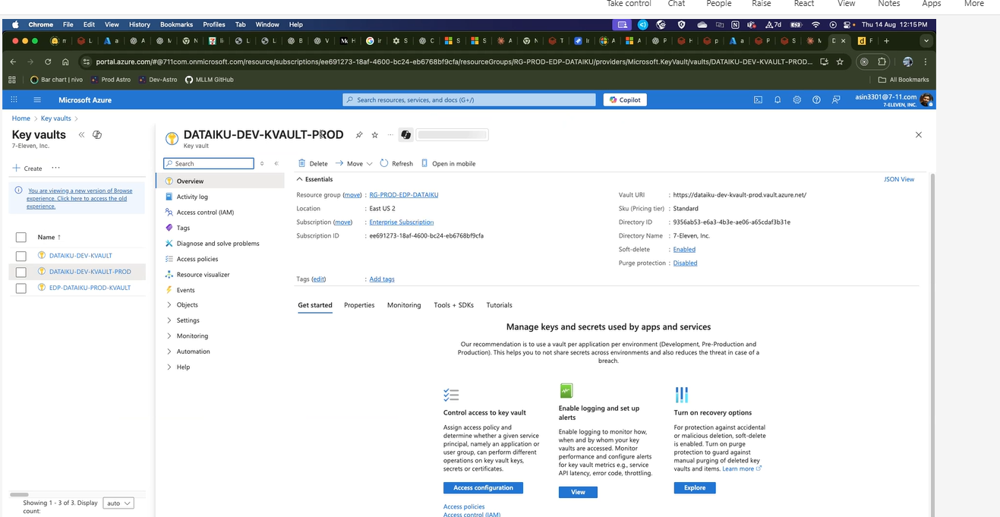 Take control Chat People Raise React View Notes Apps More
Chrome File Edit View History Bookmarks Profiles Tab Window Help Thu 14 Aug 12:15 PM
portal.azure.com/#@711com.onmicrosoft.com/resource/subscriptions/ee691273-18af-4600-bc24-eb6768bf9cfa/resourceGroups/RG-PROD-EDP-DATAIKU/providers/Microsoft.KeyVault/vaults/DATAIKU-DEV-KVAULT-PROD...
Bar chart | nivo Prod Astro Dev-Astro MLLM GitHub All Bookmarks
Microsoft Azure Search resources, services, and docs (G+/) Copilot asin3301@7-11.com
7-ELEVEN, INC.
Home > Key vaults >
Key vaults
7-Eleven, Inc.
Create ...
You are viewing a new version of Browse
experience. Click here to access the old
experience.
Name ↑
DATAIKU-DEV-KVAULT
DATAIKU-DEV-KVAULT-PROD
EDP-DATAIKU-PROD-KVAULT
Showing 1 - 3 of 3. Display
count: auto
DATAIKU-DEV-KVAULT-PROD
Key vault
Search
Overview
Activity log
Access control (IAM)
Tags
Diagnose and solve problems
Access policies
Resource visualizer
Events
Objects
Settings
Monitoring
Automation
Help
Delete Move Refresh Open in mobile
Essentials JSON View
Resource group (move) : RG-PROD-EDP-DATAIKU
Location : East US 2
Subscription (move) : Enterprise Subscription
Subscription ID : ee691273-18af-4600-bc24-eb6768bf9cfa
Vault URI : https://dataiku-dev-kvault-prod.vault.azure.net/
Sku (Pricing tier) : Standard
Directory ID : 9356ab53-e6a3-4b3e-ae06-a65cdaf3b31e
Directory Name : 7-Eleven, Inc.
Soft-delete : Enabled
Purge protection : Disabled
Tags (edit) : Add tags
Get started Properties Monitoring Tools + SDKs Tutorials
Manage keys and secrets used by apps and services
Our recommendation is to use a vault per application per environment (Development, Pre-Production and
Production). This helps you to not share secrets across environments and also reduces the threat in case of a
breach.
Control access to key vault
Assign access policy and
determine whether a given service
principal, namely an application or
user group, can perform different
operations on key vault keys,
secrets or certificates.
Access configuration
Access policies
Access control (IAM)
Enable logging and set up
alerts
Enable logging to monitor how,
when and by whom your key
vaults are accessed. Monitor
performance and configure alerts
for key vault metrics e.g., service
API latency, error code, throttling.
View
Turn on recovery options
For protection against accidental
or malicious deletion, soft-delete
is enabled. Turn on purge
protection to guard against
manual purging of deleted key
vaults and items. Learn more
Explore